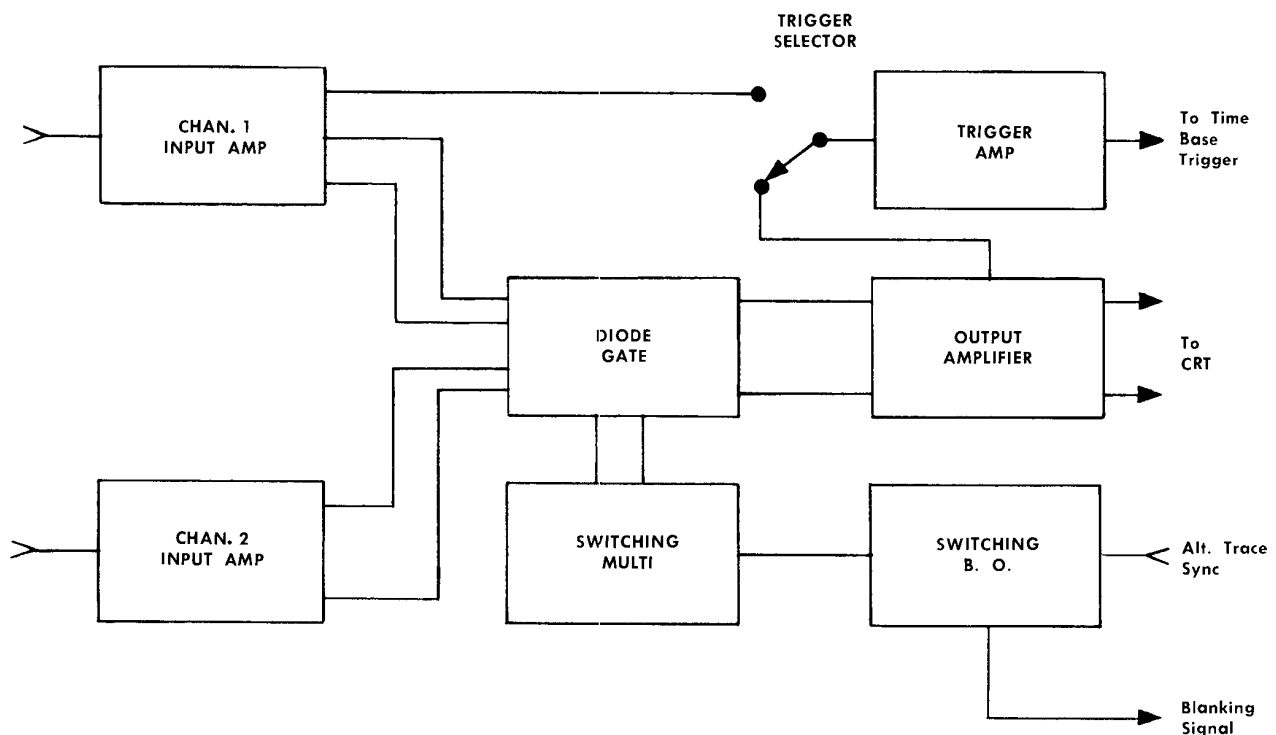 TRIGGER
SELECTOR
CHAN. 1
INPUT AMP
TRIGGER
AMP
To Time
Base
Trigger
DIODE
GATE
OUTPUT
AMPLIFIER
To
CRT
CHAN. 2
INPUT AMP
SWITCHING
MULTI
SWITCHING
B. O.
Alt. Trace
Sync
Blanking
Signal